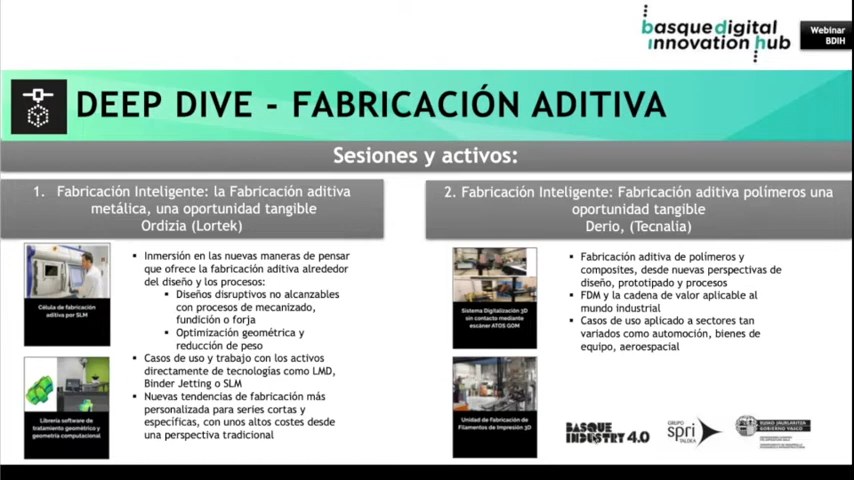 basquedigital
innovation hub
Webinar
BDIH
DEEP DIVE - FABRICACIÓN ADITIVA
Sesiones y activos:
1. Fabricación Inteligente: la Fabricación aditiva
metálica, una oportunidad tangible
Ordizia (Lortek)
Célula de fabricación
aditiva por SLM
Librería software de
tratamiento geométrico y
geometría computacional
▪ Inmersión en las nuevas maneras de pensar
que ofrece la fabricación aditiva alrededor
del diseño y los procesos:
▪ Diseños disruptivos no alcanzables
con procesos de mecanizado,
fundición o forja
▪ Optimización geométrica y
reducción de peso
▪ Casos de uso y trabajo con los activos
directamente de tecnologías como LMD,
Binder Jetting o SLM
▪ Nuevas tendencias de fabricación más
personalizada para series cortas y
específicas, con unos altos costes desde
una perspectiva tradicional
2. Fabricación Inteligente: Fabricación aditiva polímeros una
oportunidad tangible
Derio, (Tecnalia)
Sistema Digitalización 3D
sin contacto mediante
escáner ATOS GOM
Unidad de Fabricación de
Filamentos de Impresión 3D
▪ Fabricación aditiva de polímeros y
composites, desde nuevas perspectivas de
diseño, prototipado y procesos
▪ FDM y la cadena de valor aplicable al
mundo industrial
▪ Casos de uso aplicado a sectores tan
variados como automoción, bienes de
equipo, aeroespacial
BASQUE
INDUSTRY 4.0
GRUPO
spri
TALDEA
EUSKO JAURLARITZA
GOBIERNO VASCO